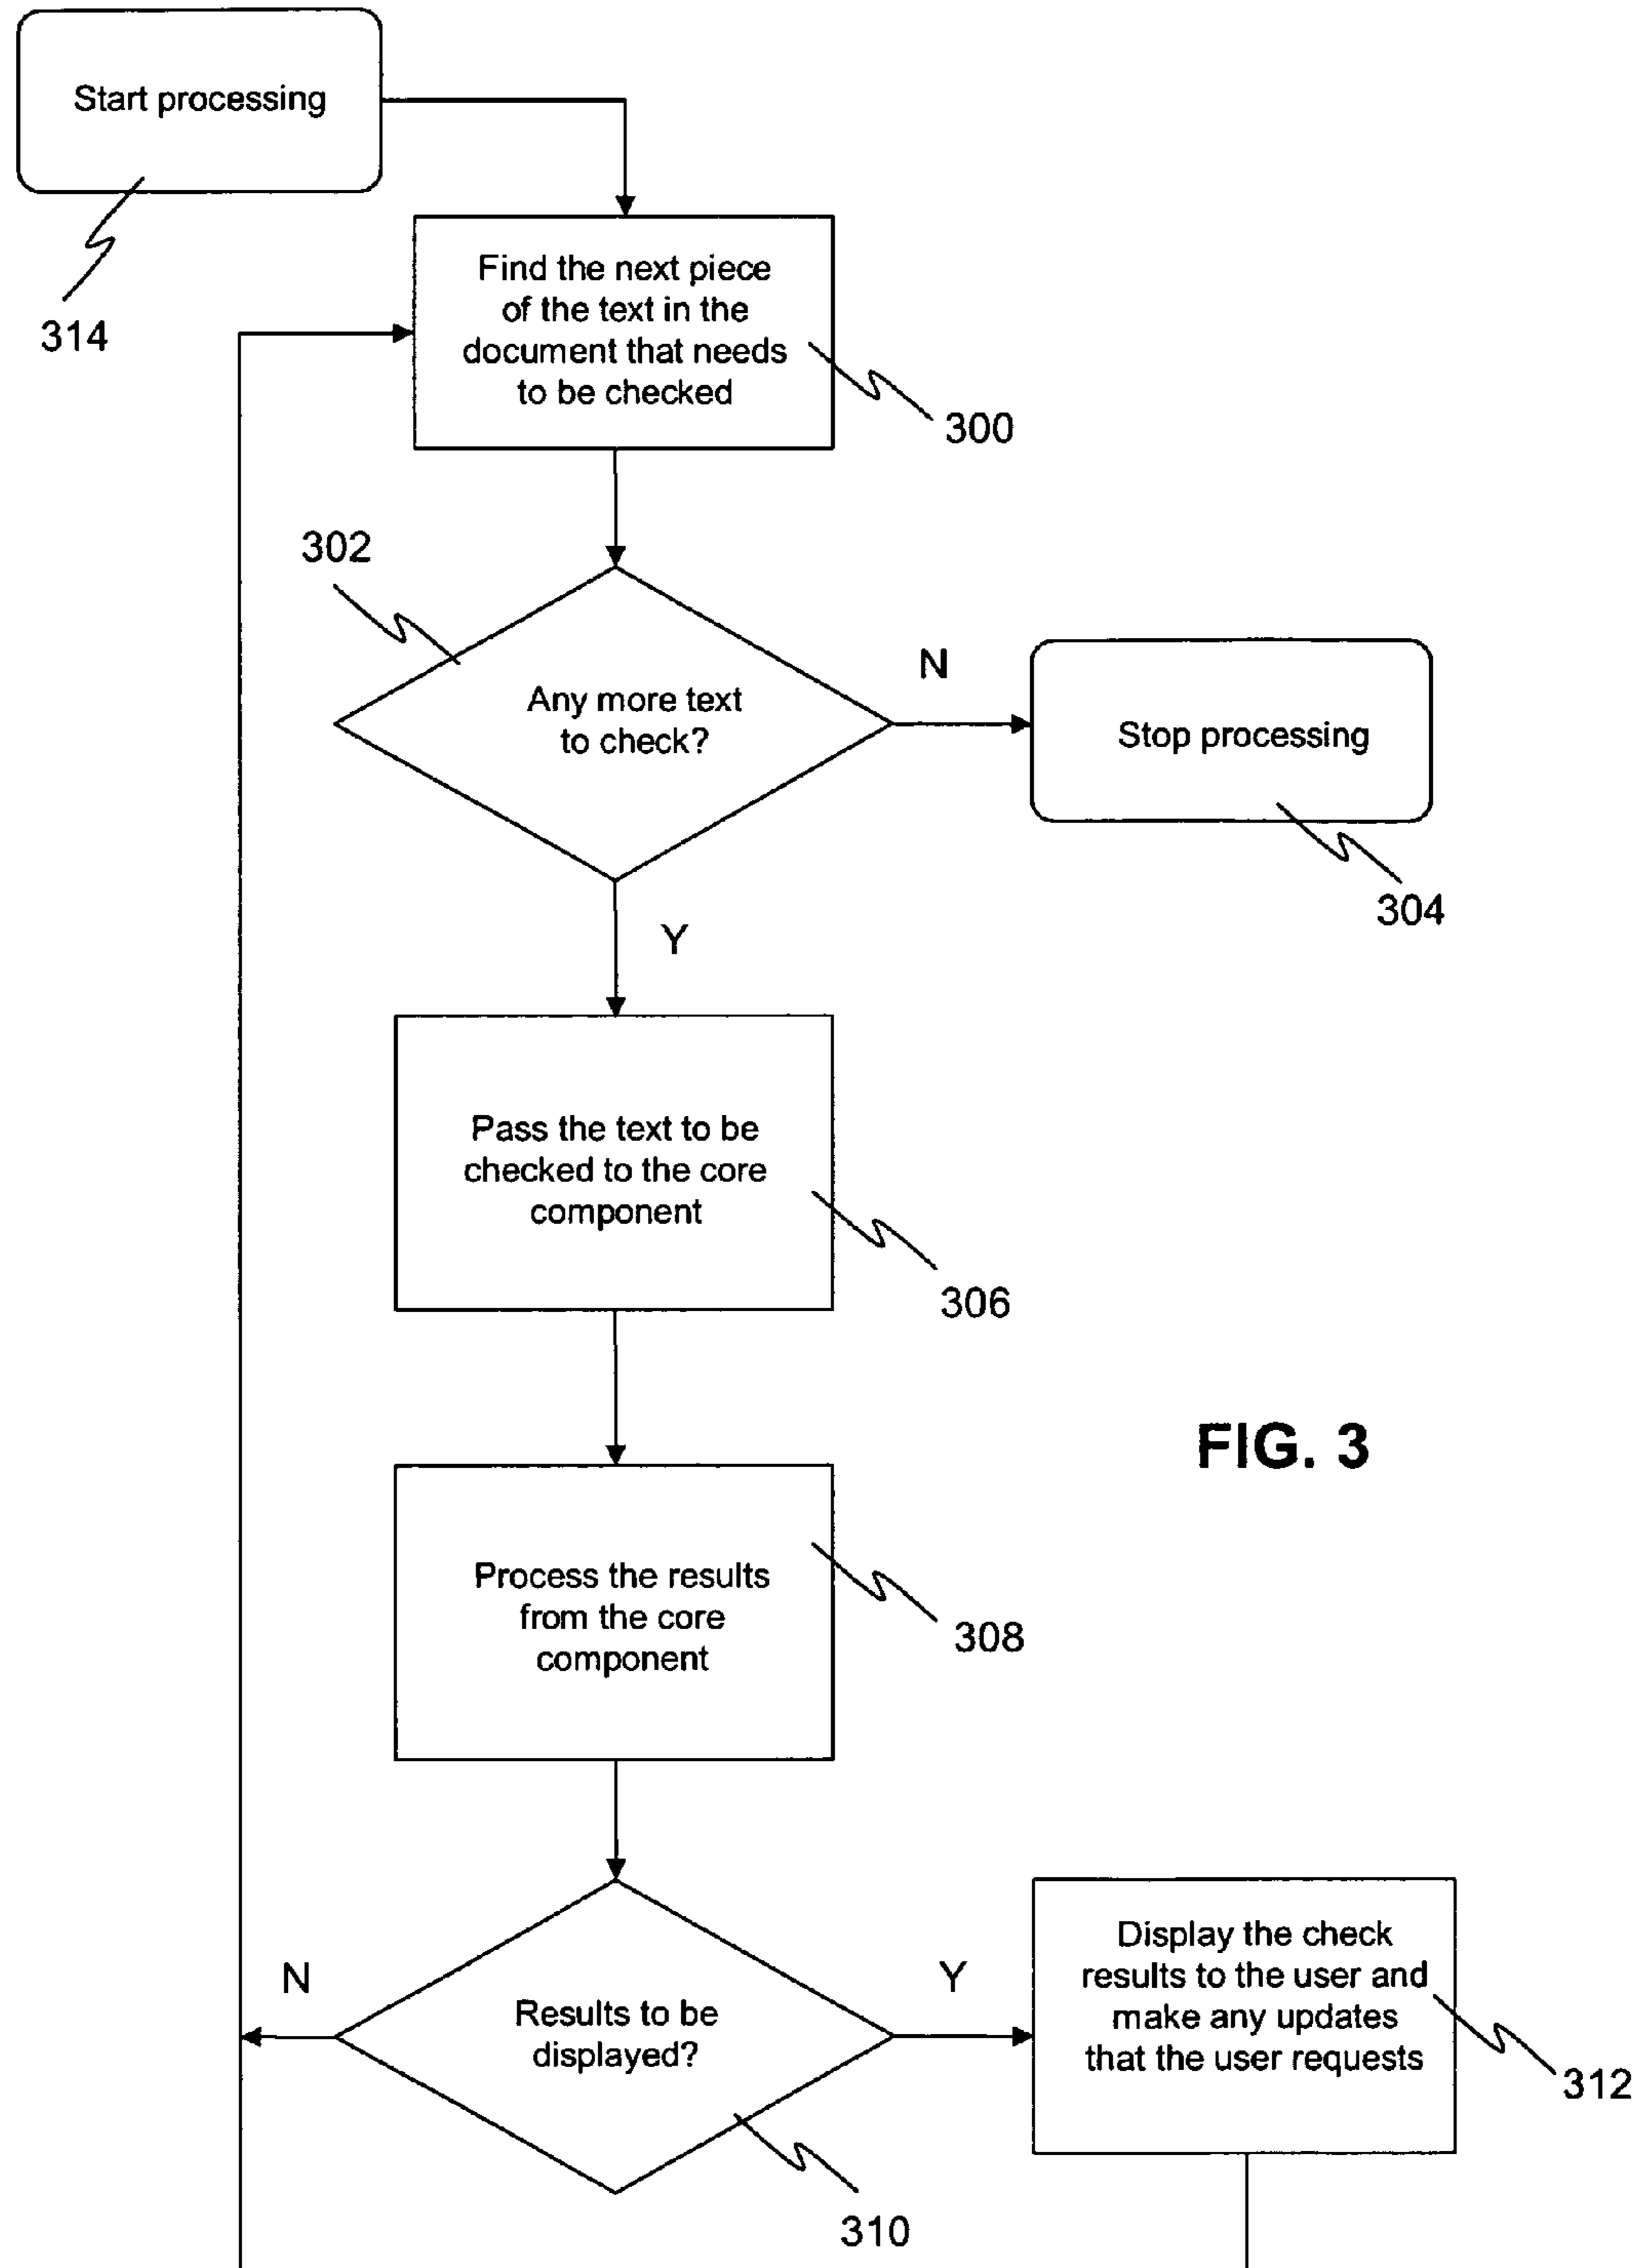 Start processing
314
Find the next piece
of the text in the
document that needs
to be checked
300
302
Any more text
to check?
N
Stop processing
304
Y
Pass the text to be
checked to the core
component
306
FIG. 3
Process the results
from the core
component
308
N
Results to be
displayed?
Y
Display the check
results to the user and
make any updates
that the user requests
312
310